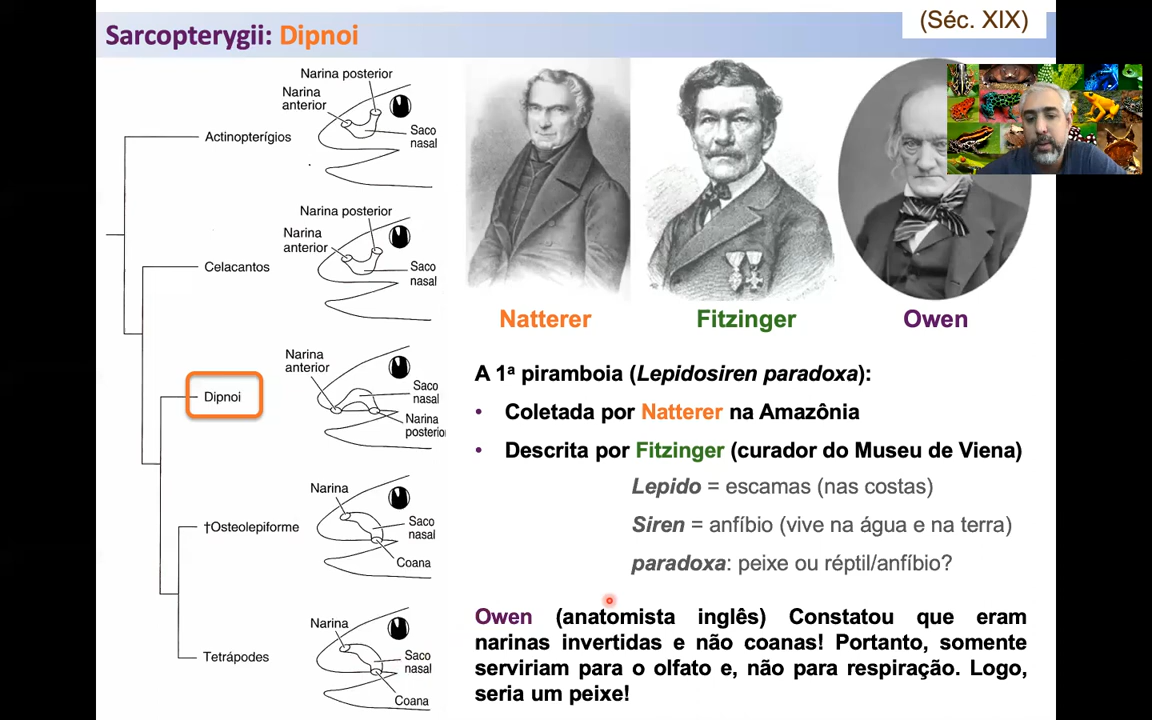 Sarcopterygii: Dipnoi
(Séc. XIX)
Narina posterior
Narina
anterior
Saco
nasal
Actinopterígios
Narina posterior
Narina
anterior
Saco
nasal
Celacantos
Narina
anterior
Saco
nasal
Narina
posterior
Dipnoi
Narina
Saco
nasal
Coana
†Osteolepiforme
Narina
Saco
nasal
Coana
Tetrápodes
Natterer
Fitzinger
Owen
A 1ª piramboia (Lepidosiren paradoxa):
• Coletada por Natterer na Amazônia
• Descrita por Fitzinger (curador do Museu de Viena)
Lepido = escamas (nas costas)
Siren = anfíbio (vive na água e na terra)
paradoxa: peixe ou réptil/anfíbio?
Owen (anatomista inglês) Constatou que eram
narinas invertidas e não coanas! Portanto, somente
serviriam para o olfato e, não para respiração. Logo,
seria um peixe!